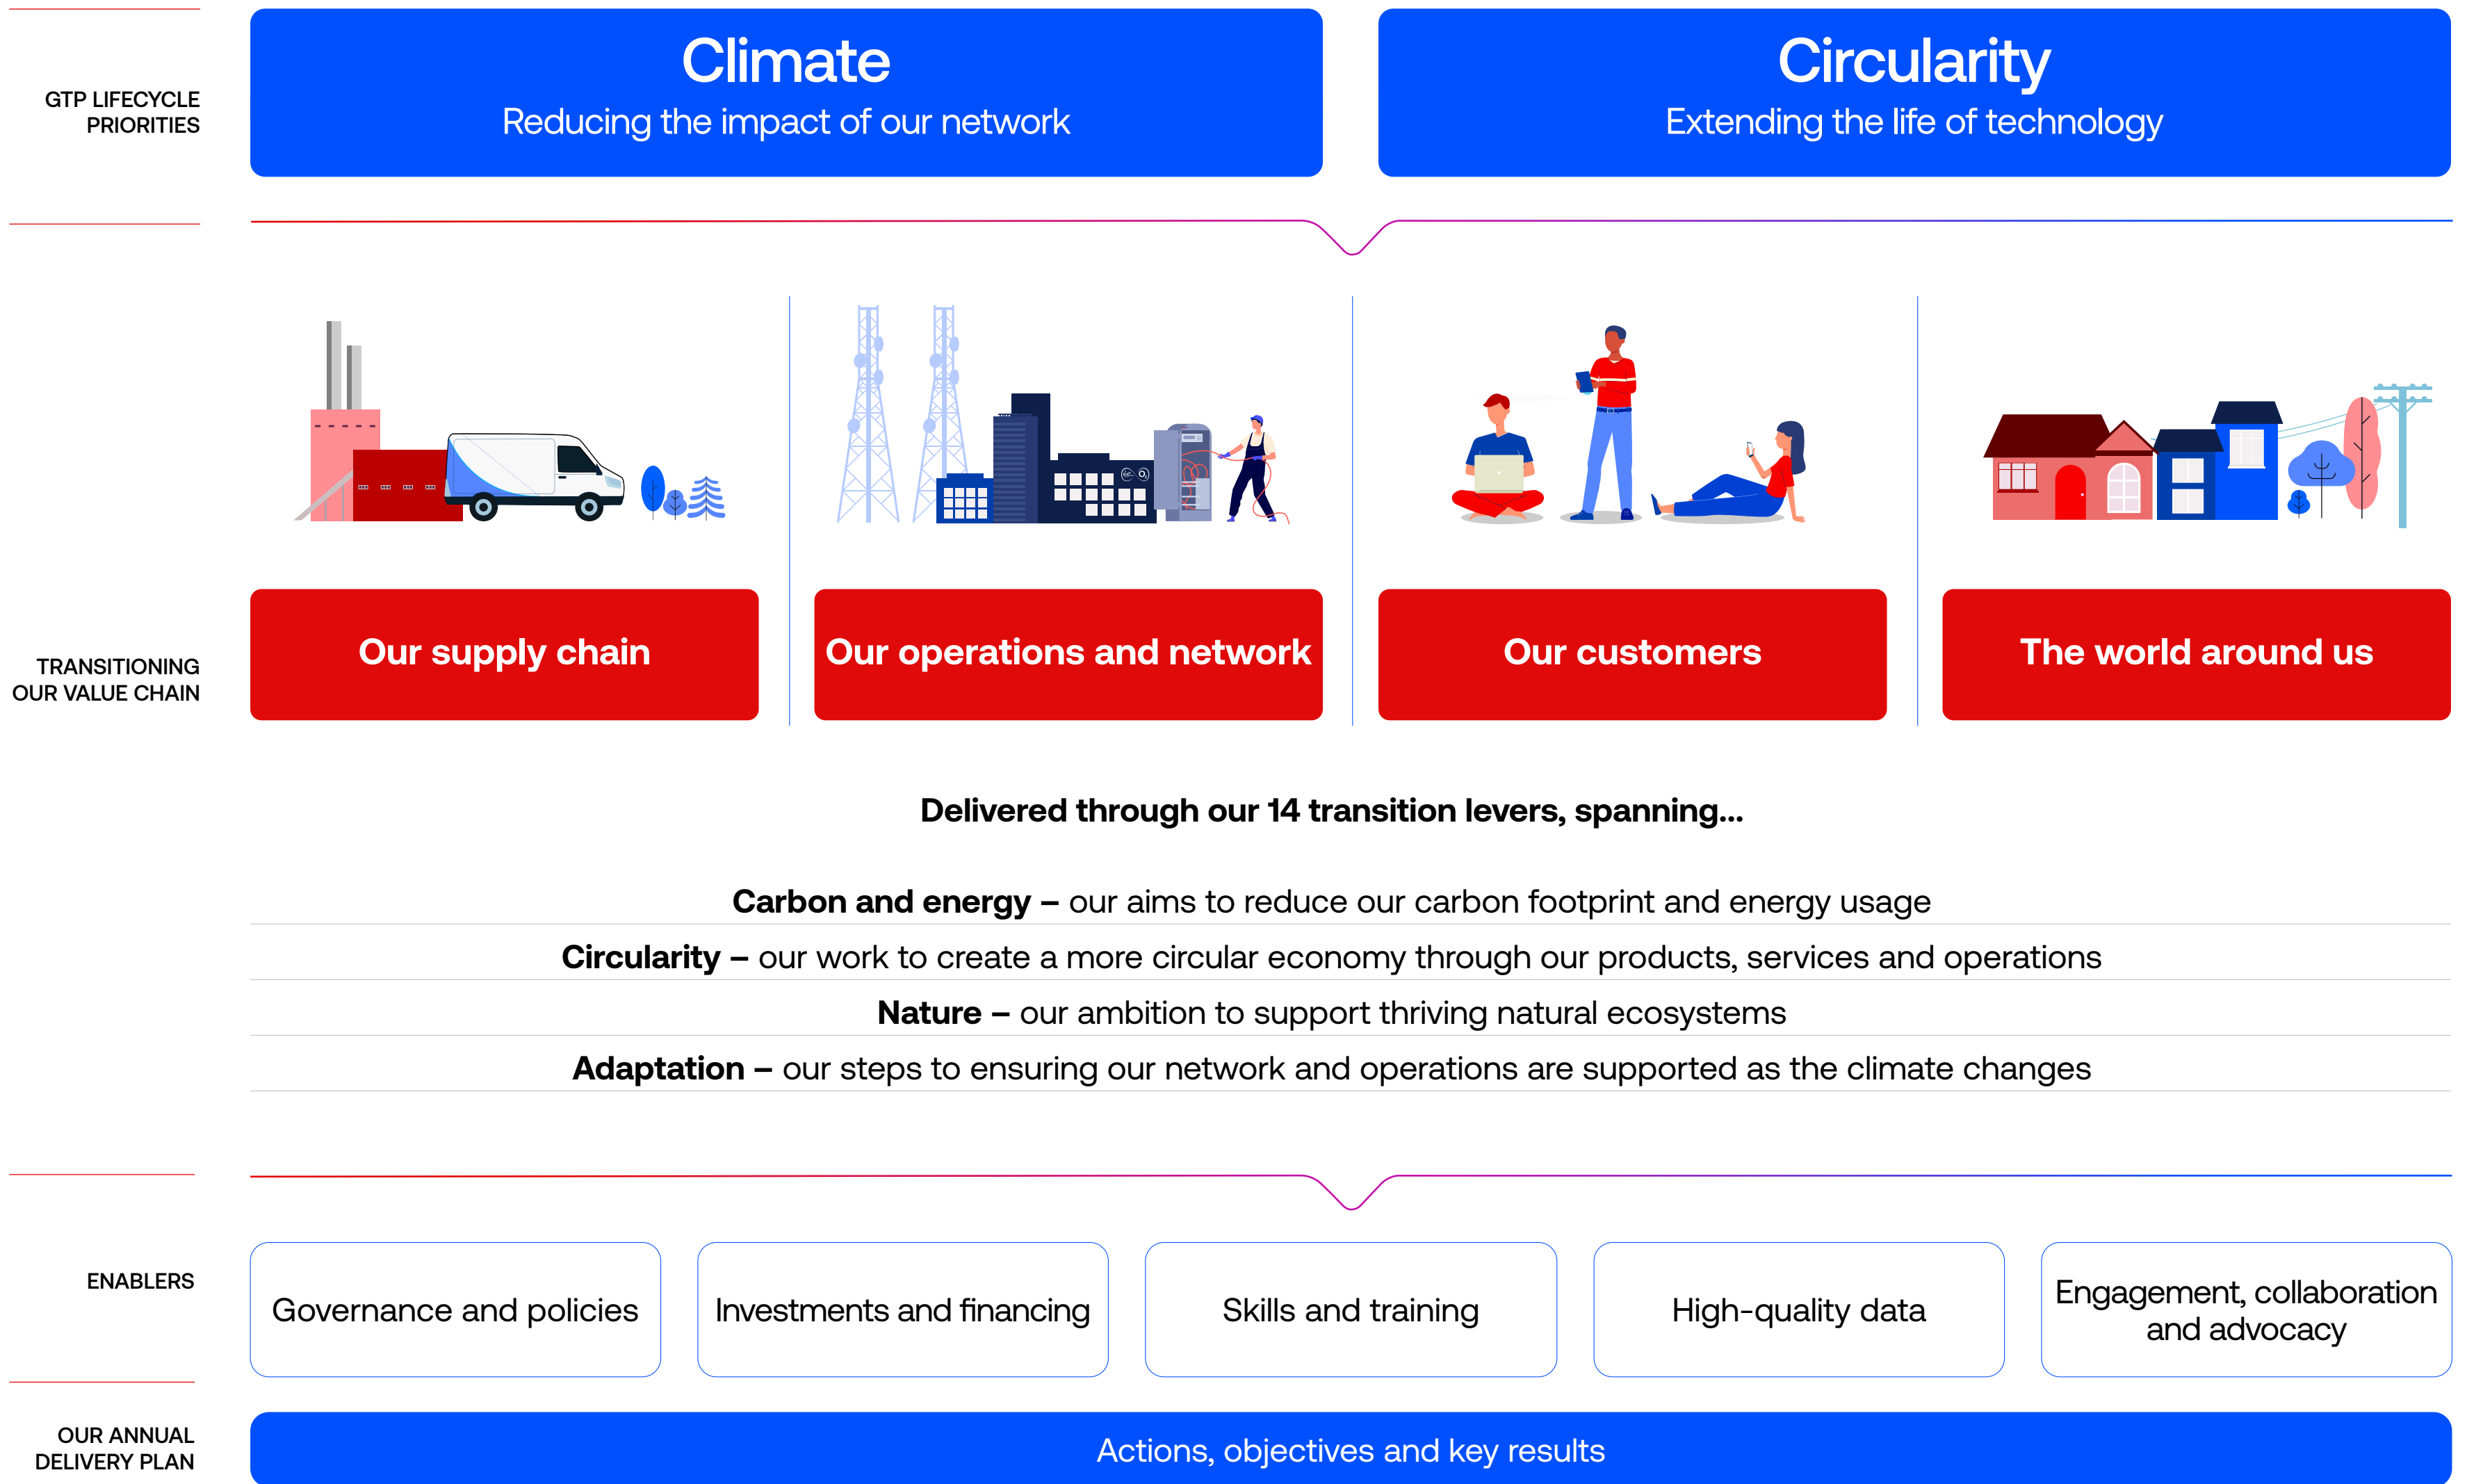 GTP LIFECYCLE
PRIORITIES
Climate
Reducing the impact of our network
Circularity
Extending the life of technology
TRANSITIONING
OUR VALUE CHAIN
Our supply chain
Our operations and network
Our customers
The world around us
Delivered through our 14 transition levers, spanning...
Carbon and energy – our aims to reduce our carbon footprint and energy usage
Circularity – our work to create a more circular economy through our products, services and operations
Nature – our ambition to support thriving natural ecosystems
Adaptation – our steps to ensuring our network and operations are supported as the climate changes
ENABLERS
Governance and policies
Investments and financing
Skills and training
High-quality data
Engagement, collaboration
and advocacy
OUR ANNUAL
DELIVERY PLAN
Actions, objectives and key results